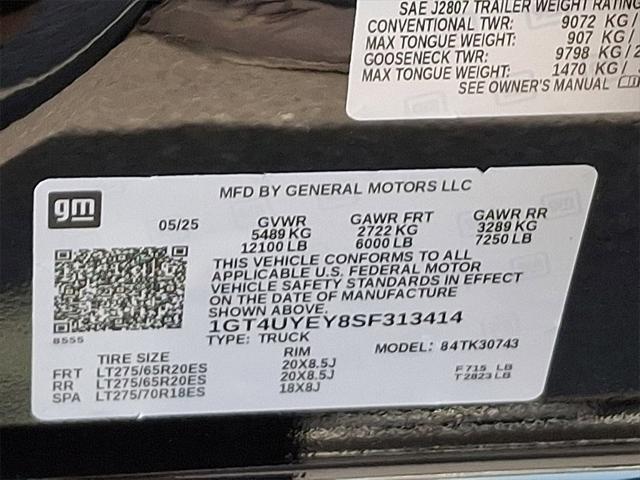 SAE J2807 TRAILER WEIGHT RATING
CONVENTIONAL TWR: 9072 KG /
MAX TONGUE WEIGHT: 907 KG /
GOOSENECK TWR: 9798 KG / 2
MAX TONGUE WEIGHT: 1470 KG /
SEE OWNER'S MANUAL
gm
MFD BY GENERAL MOTORS LLC
05/25 GVWR GAWR FRT GAWR RR
5489 KG 2722 KG 3289 KG
12100 LB 6000 LB 7250 LB
THIS VEHICLE CONFORMS TO ALL
APPLICABLE U.S. FEDERAL MOTOR
VEHICLE SAFETY STANDARDS IN EFFECT
ON THE DATE OF MANUFACTURE
SHOWN ABOVE.
1GT4UYEY8SF313414
8555
TYPE: TRUCK MODEL: 84TK30743
TIRE SIZE RIM
FRT LT275/65R20ES 20X8.5J F715 LB
RR LT275/65R20ES 20X8.5J T2823LB
SPA LT275/70R18ES 18X8J